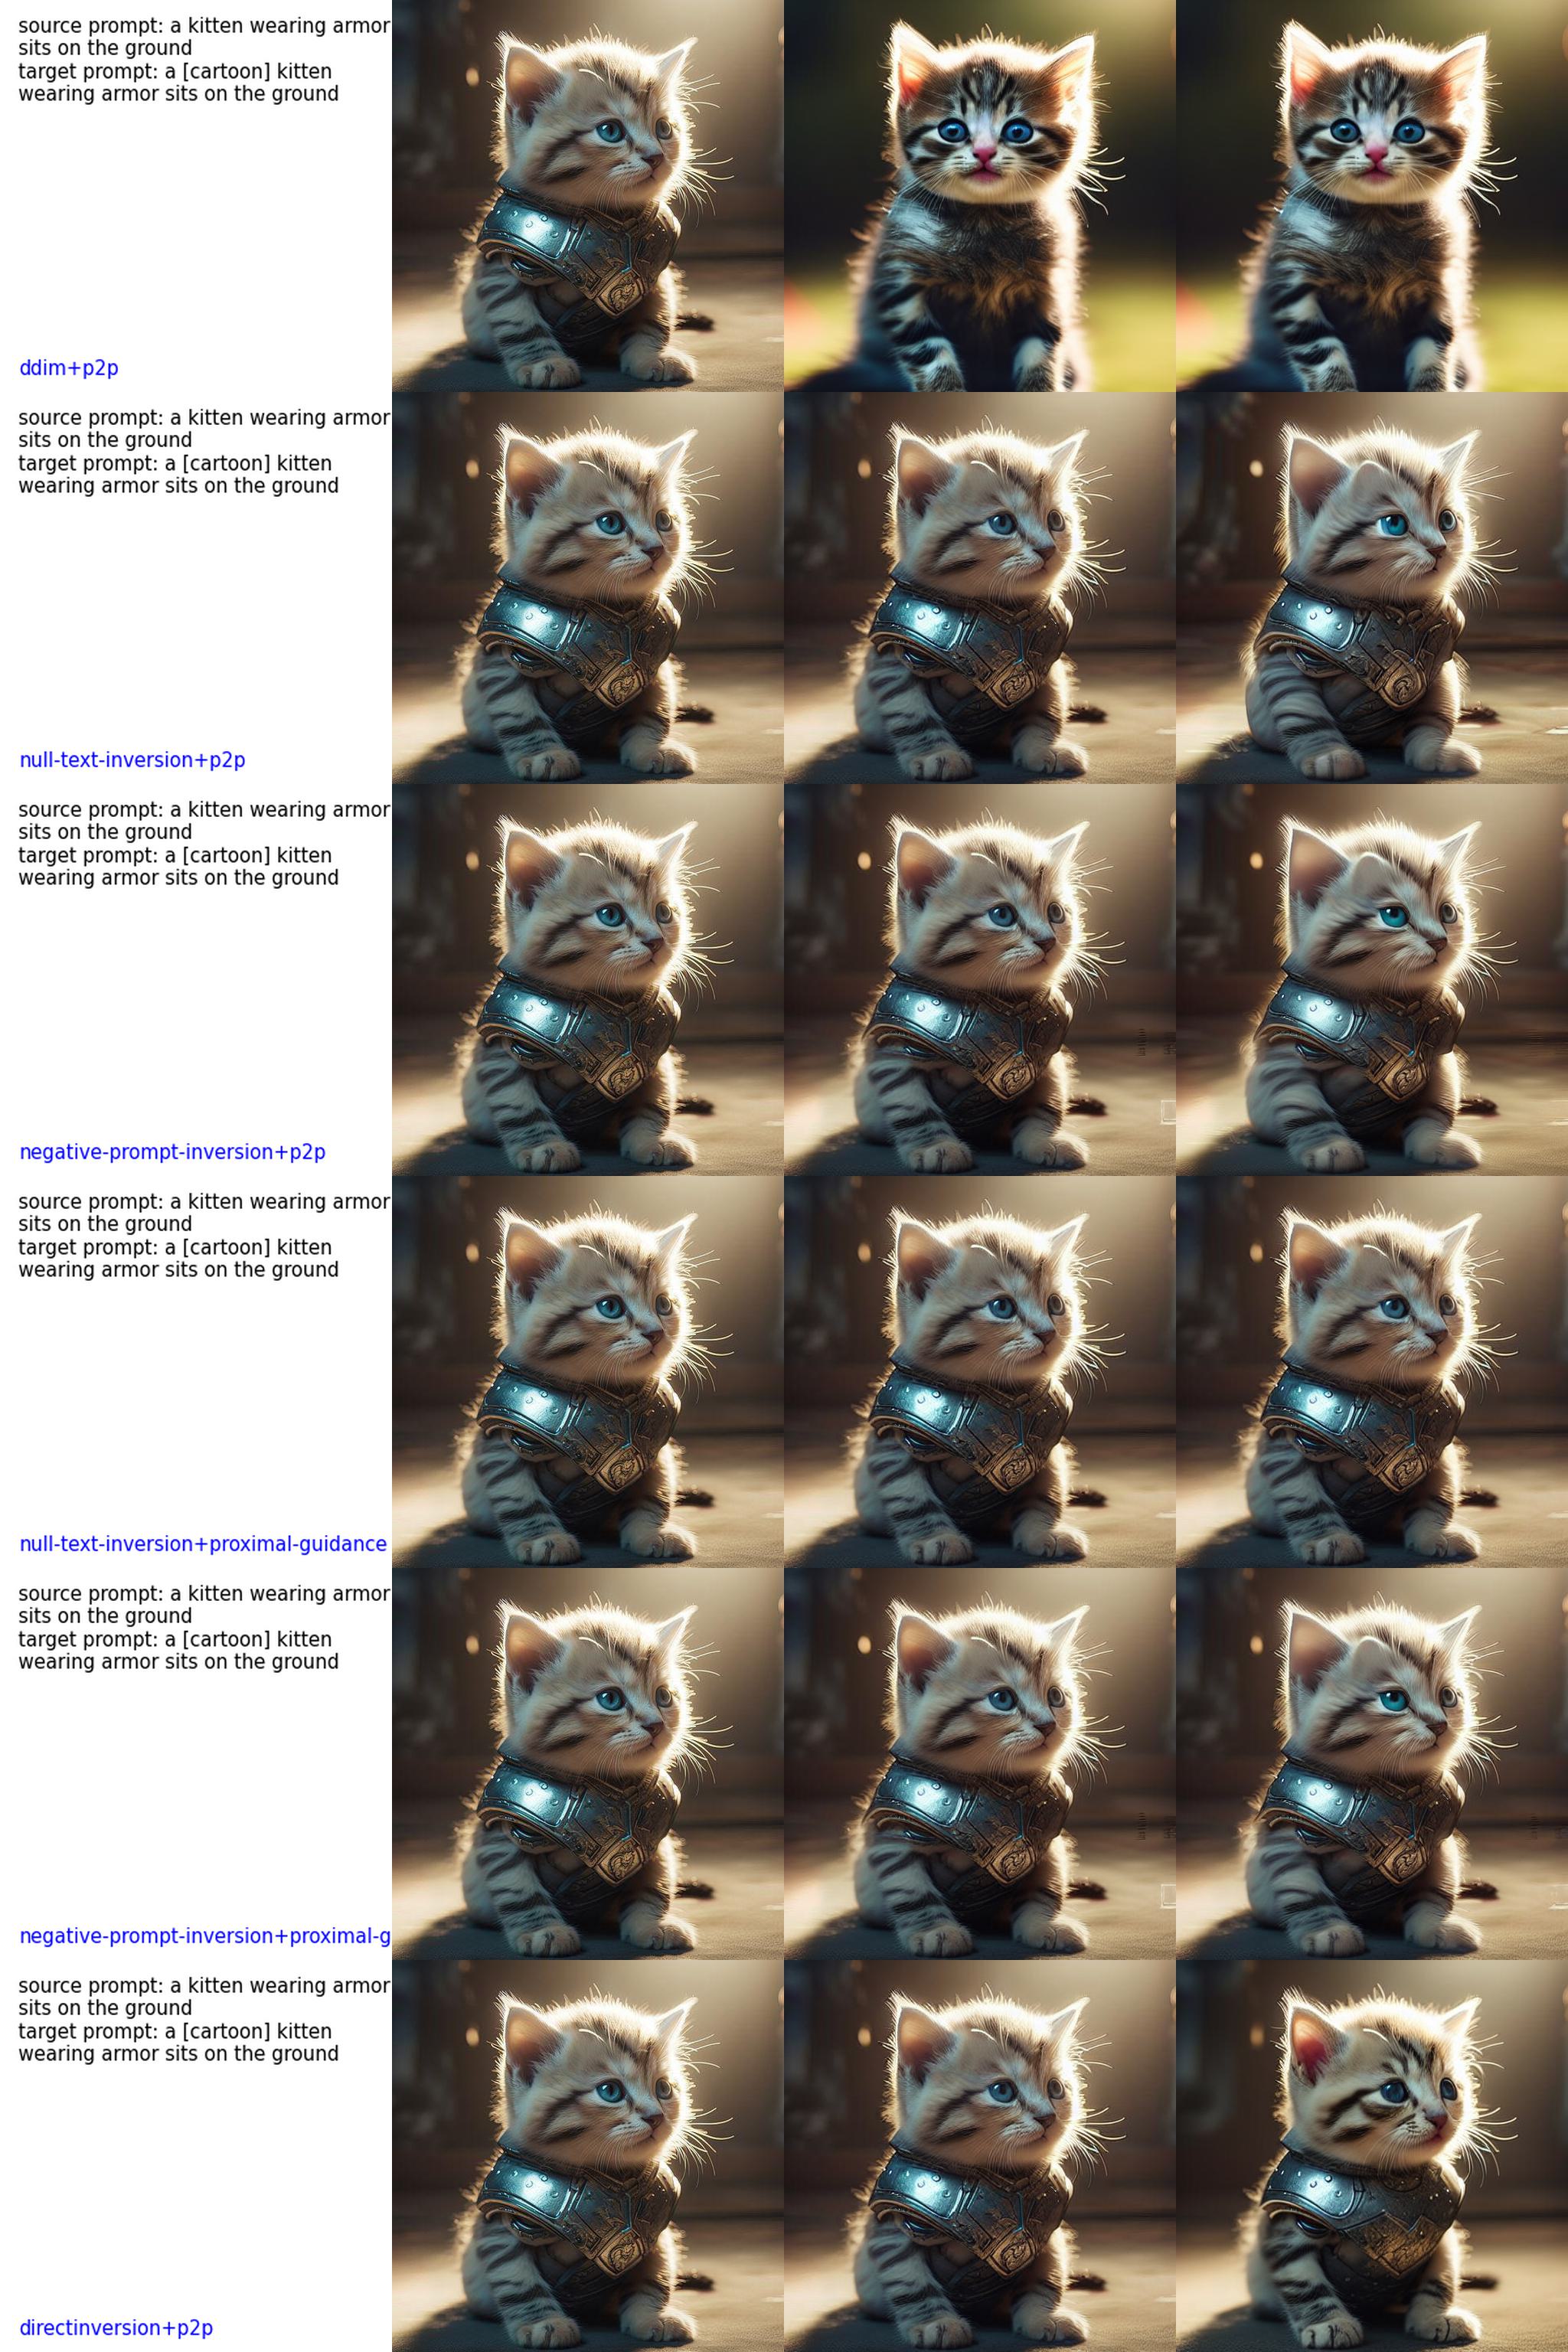 source prompt: a kitten wearing armor
sits on the ground
target prompt: a [cartoon] kitten
wearing armor sits on the ground
ddim+p2p
source prompt: a kitten wearing armor
sits on the ground
target prompt: a [cartoon] kitten
wearing armor sits on the ground
null-text-inversion+p2p
source prompt: a kitten wearing armor
sits on the ground
target prompt: a [cartoon] kitten
wearing armor sits on the ground
negative-prompt-inversion+p2p
source prompt: a kitten wearing armor
sits on the ground
target prompt: a [cartoon] kitten
wearing armor sits on the ground
null-text-inversion+proximal-guidance
source prompt: a kitten wearing armor
sits on the ground
target prompt: a [cartoon] kitten
wearing armor sits on the ground
negative-prompt-inversion+proximal-g
source prompt: a kitten wearing armor
sits on the ground
target prompt: a [cartoon] kitten
wearing armor sits on the ground
directinversion+p2p